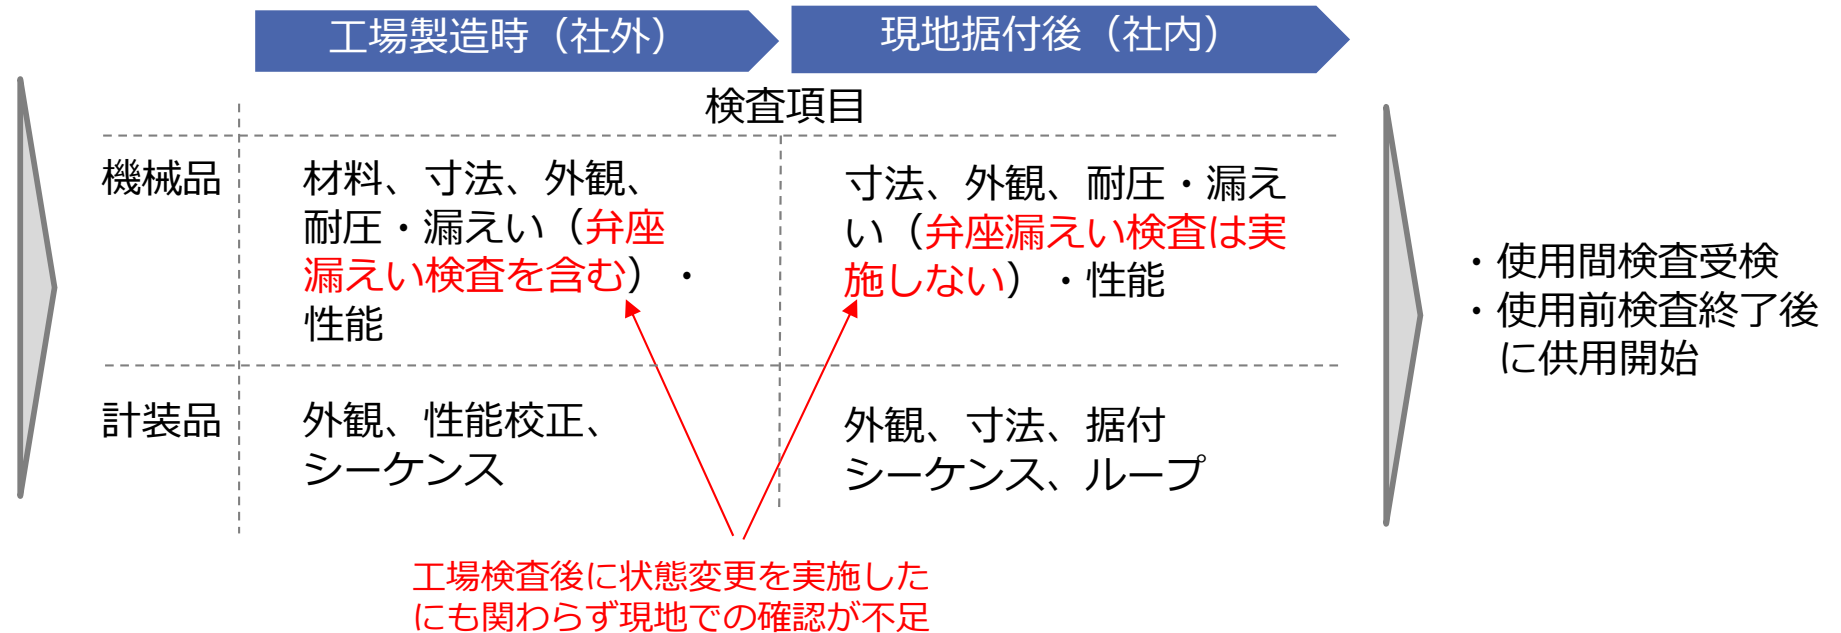 工場製造時（社外）
現地据付後（社内）
検査項目
機械品
材料、寸法、外観、
耐圧・漏えい（弁座
漏えい検査を含む）・
性能
寸法、外観、耐圧・漏え
い（弁座漏えい検査は実
施しない）・性能
計装品
外観、性能校正、
シーケンス
外観、寸法、据付
シーケンス、ループ
・使用間検査受検
・使用前検査終了後
に供用開始
工場検査後に状態変更を実施した
にも関わらず現地での確認が不足